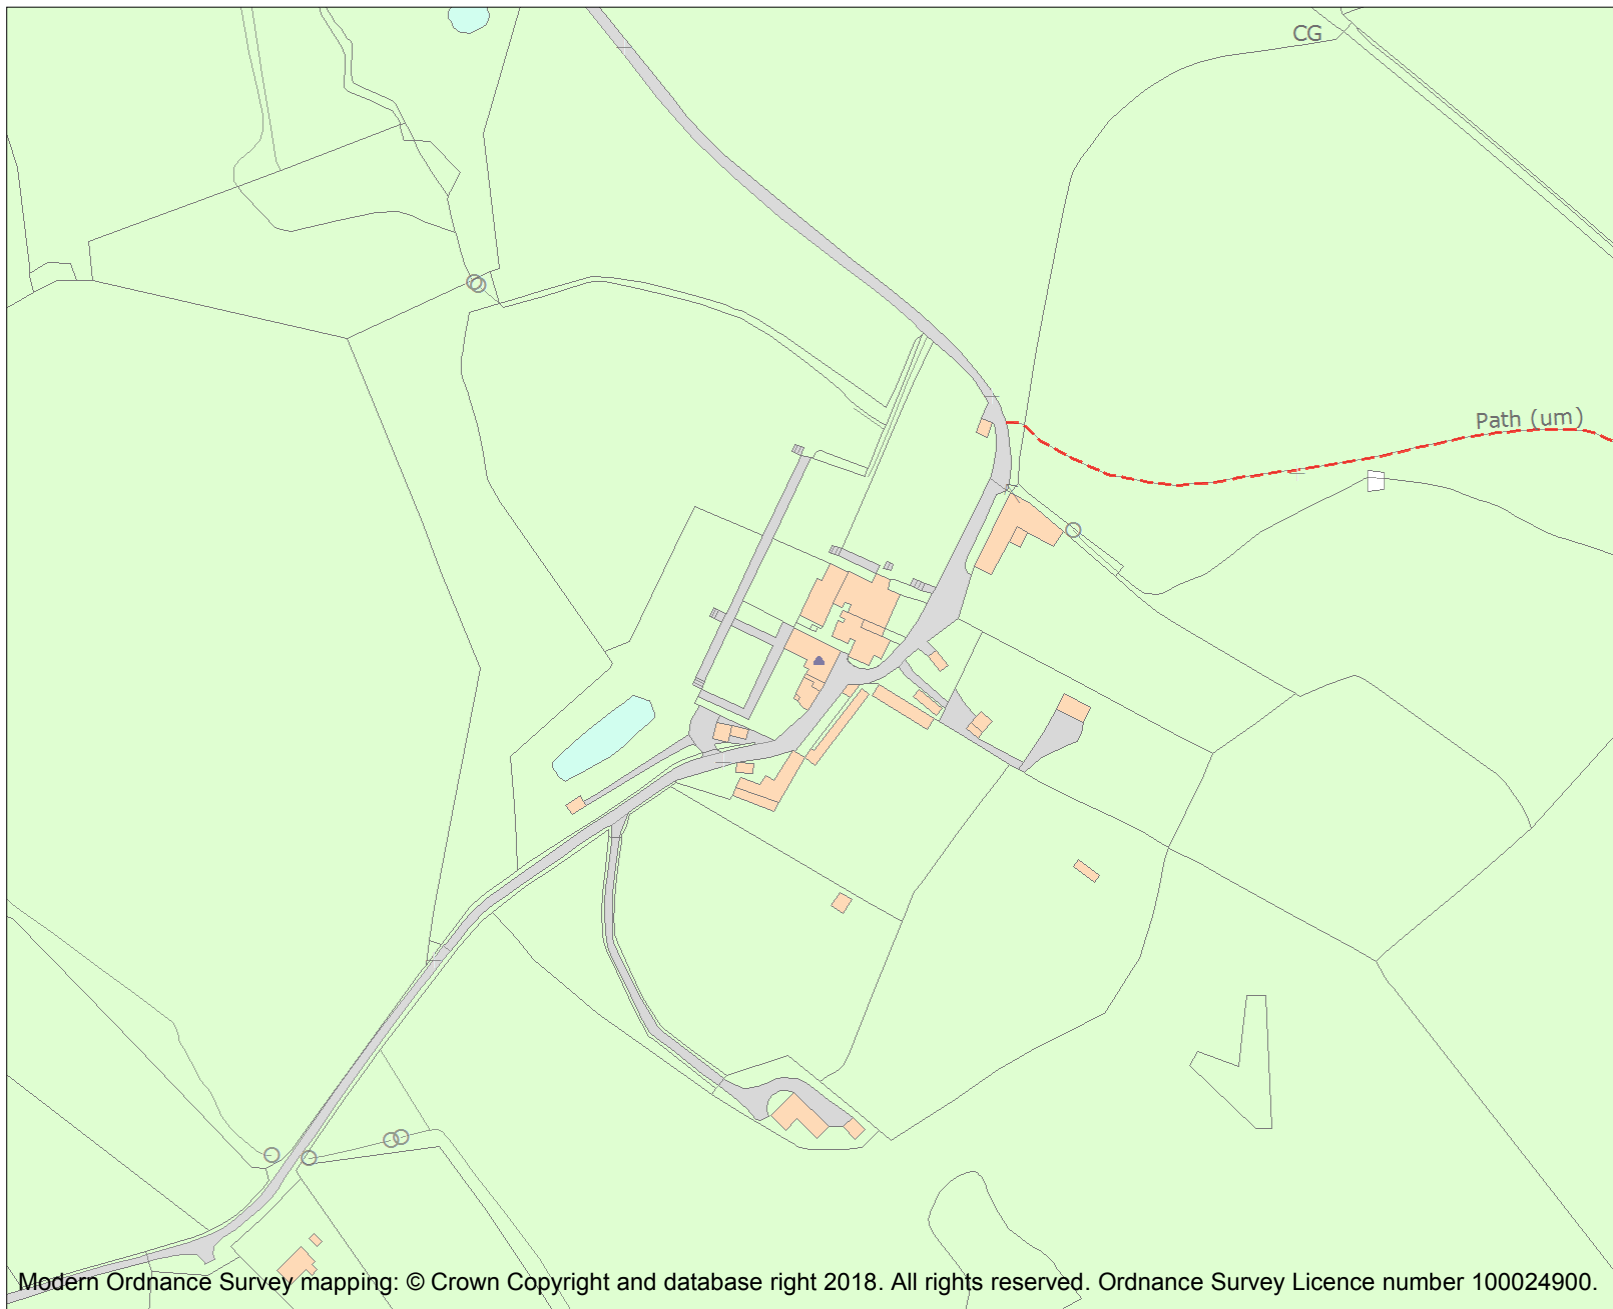 CG
Path (um)
Modern Ordnance Survey mapping: © Crown Copyright and database right 2018. All rights reserved. Ordnance Survey Licence number 100024900.